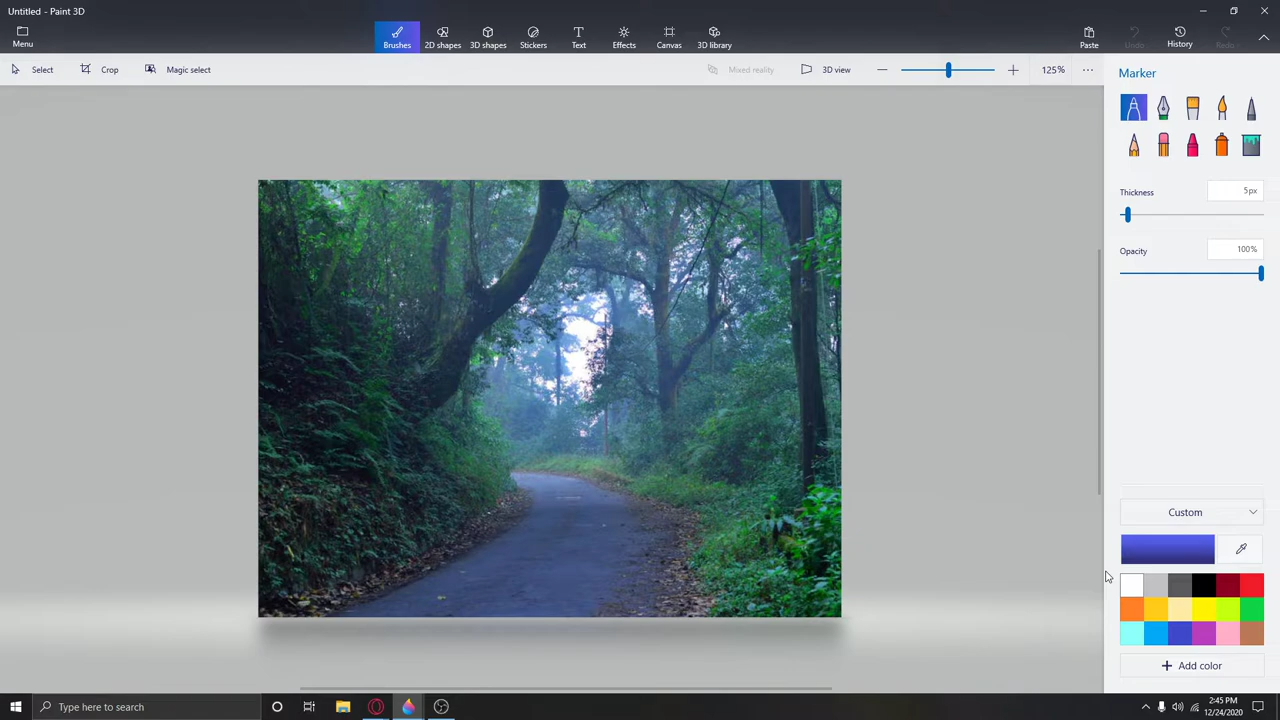 Untitled - Paint 3D
Menu
Brushes
2D shapes
3D shapes
Stickers
Text
Effects
Canvas
3D library
Paste
Undo
History
Redo
Select
Crop
Magic select
Mixed reality
3D view
125%
Marker
Thickness
5px
Opacity
100%
Custom
+ Add color
Type here to search
2:45 PM
12/24/2020